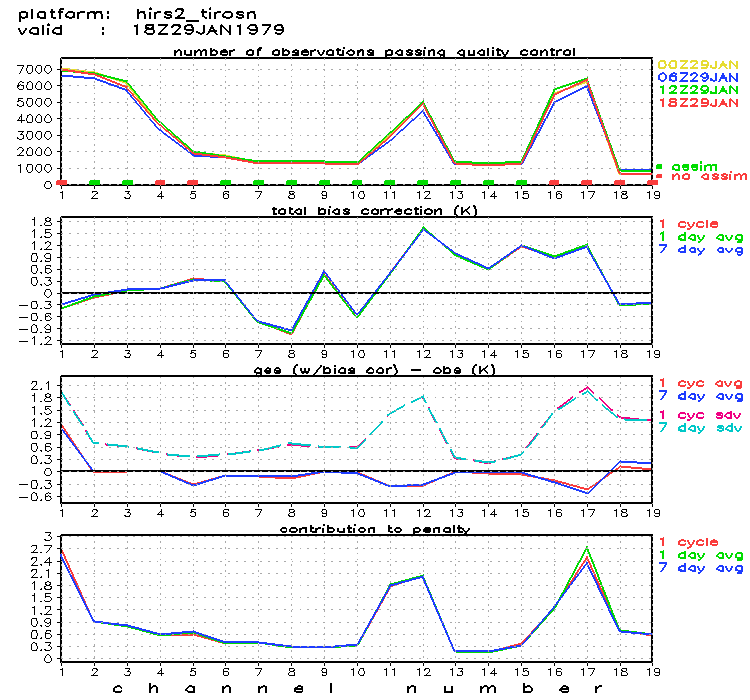 platform: hirs2_tirosn
valid : 18Z29JAN1979
number of observations passing quality control
7000
6000
5000
4000
3000
2000
1000
0
1 2 3 4 5 6 7 8 9 10 11 12 13 14 15 16 17 18 19
00Z29JAN
06Z29JAN
12Z29JAN
18Z29JAN
assim
no assim
total bias correction (K)
1.8
1.5
1.2
0.9
0.6
0.3
0
-0.3
-0.6
-0.9
-1.2
1 2 3 4 5 6 7 8 9 10 11 12 13 14 15 16 17 18 19
1 cycle
1 day avg
7 day avg
ges (w/bias cor) - obs (K)
2.1
1.8
1.5
1.2
0.9
0.6
0.3
0
-0.3
-0.6
1 2 3 4 5 6 7 8 9 10 11 12 13 14 15 16 17 18 19
1 cyc avg
7 day avg
1 cyc sdv
7 day sdv
contribution to penalty
3
2.7
2.4
2.1
1.8
1.5
1.2
0.9
0.6
0.3
0
1 2 3 4 5 6 7 8 9 10 11 12 13 14 15 16 17 18 19
1 cycle
1 day avg
7 day avg
channel number